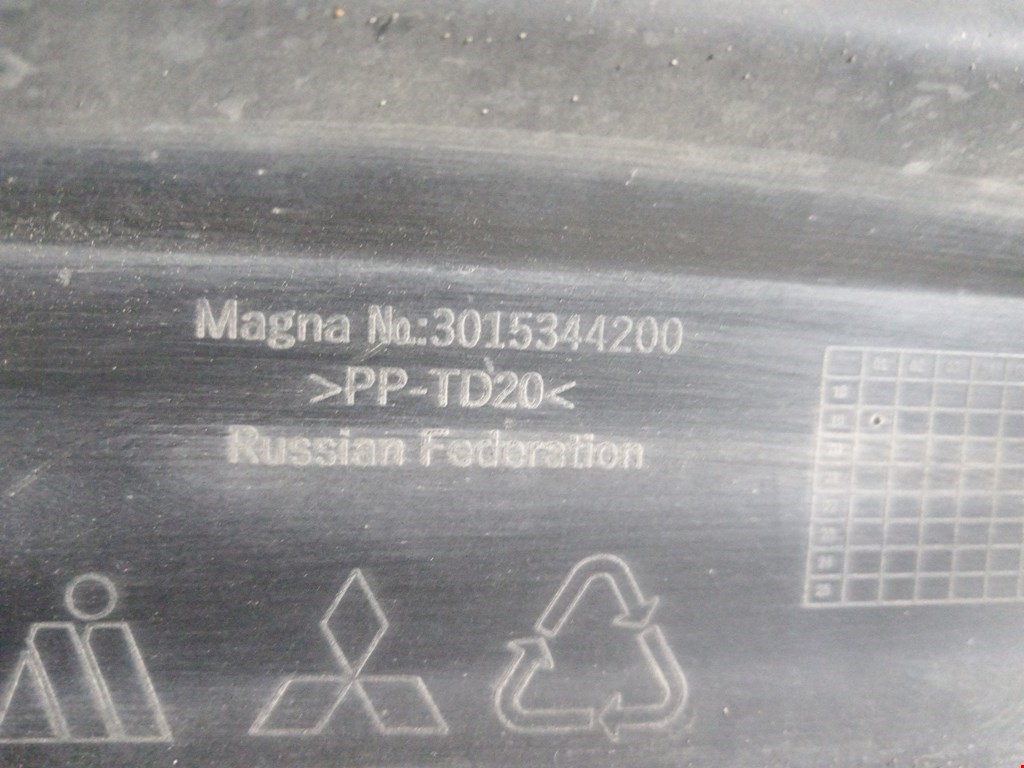 Magna No.:3015344200
>PP-TD20<
Russian Federation